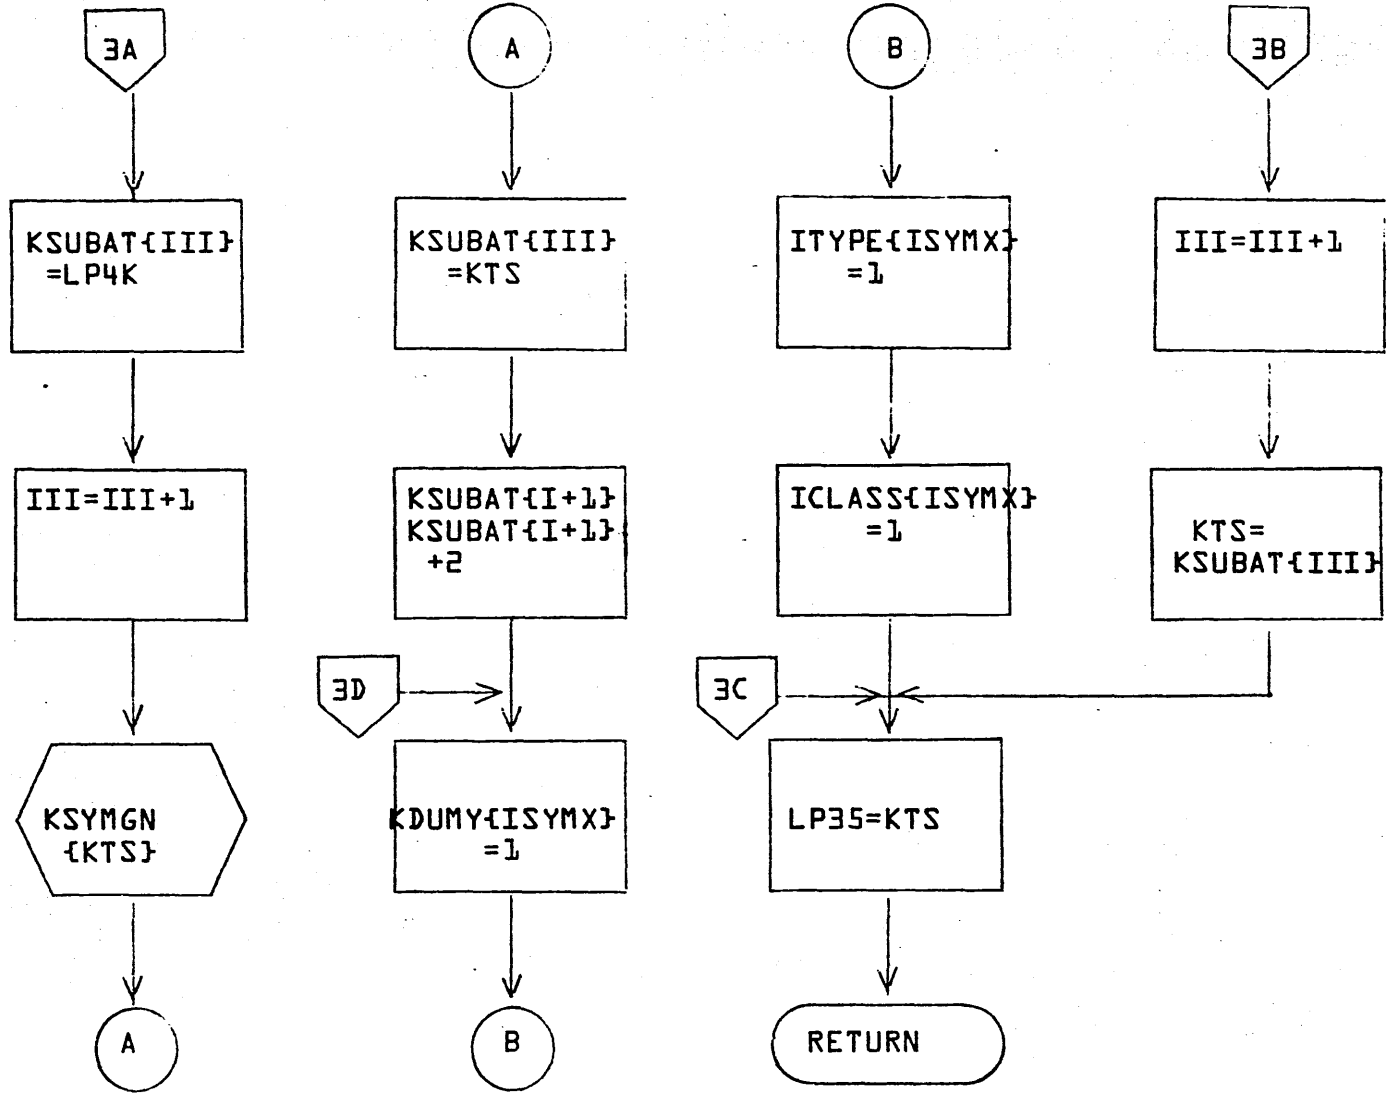 3A
KSUBAT{III}
=LP4K
III=III+1
KSYMGN
{KTS}
A
A
KSUBAT{III}
=KTS
KSUBAT{I+1}
KSUBAT{I+1}
+2
3D
KDUMY{ISYMX}
=1
B
B
ITYPE{ISYMX}
=1
ICLASS{ISYMX}
=1
3C
LP35=KTS
RETURN
3B
III=III+1
KTS=
KSUBAT{III}